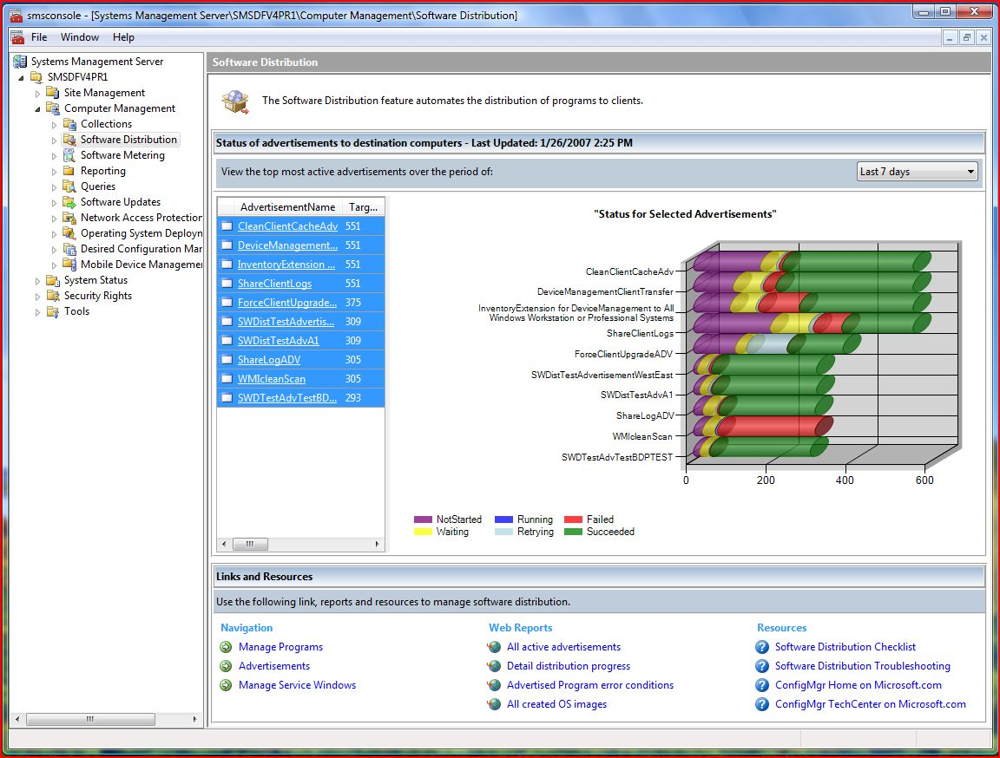 smsconsole - [Systems Management Server\SMSDFV4PR1\Computer Management\Software Distribution]
File Window Help
Systems Management Server
SMSDFV4PR1
Site Management
Computer Management
Collections
Software Distribution
Software Metering
Reporting
Queries
Software Updates
Network Access Protection
Operating System Deploym
Desired Configuration Mar
Mobile Device Manageme
System Status
Security Rights
Tools
Software Distribution
The Software Distribution feature automates the distribution of programs to clients.
Status of advertisements to destination computers - Last Updated: 1/26/2007 2:25 PM
View the top most active advertisements over the period of:
Last 7 days
AdvertisementName Targ...
CleanClientCacheAdv 551
DeviceManagement... 551
InventoryExtension ... 551
ShareClientLogs 551
ForceClientUpgrade... 375
SWDistTestAdvertis... 309
SWDistTestAdvA1 309
ShareLogADV 305
WMIcleanScan 305
SWDTestAdvTestBD... 293
"Status for Selected Advertisements"
CleanClientCacheAdv
DeviceManagementClientTransfer
InventoryExtension for DeviceManagement to All
Windows Workstation or Professional Systems
ShareClientLogs
ForceClientUpgradeADV
SWDistTestAdvertisementWestEast
SWDistTestAdvA1
ShareLogADV
WMIcleanScan
SWDTestAdvTestBDPTEST
0 200 400 600
NotStarted Running Failed
Waiting Retrying Succeeded
Links and Resources
Use the following link, reports and resources to manage software distribution.
Navigation
Manage Programs
Advertisements
Manage Service Windows
Web Reports
All active advertisements
Detail distribution progress
Advertised Program error conditions
All created OS images
Resources
Software Distribution Checklist
Software Distribution Troubleshooting
ConfigMgr Home on Microsoft.com
ConfigMgr TechCenter on Microsoft.com